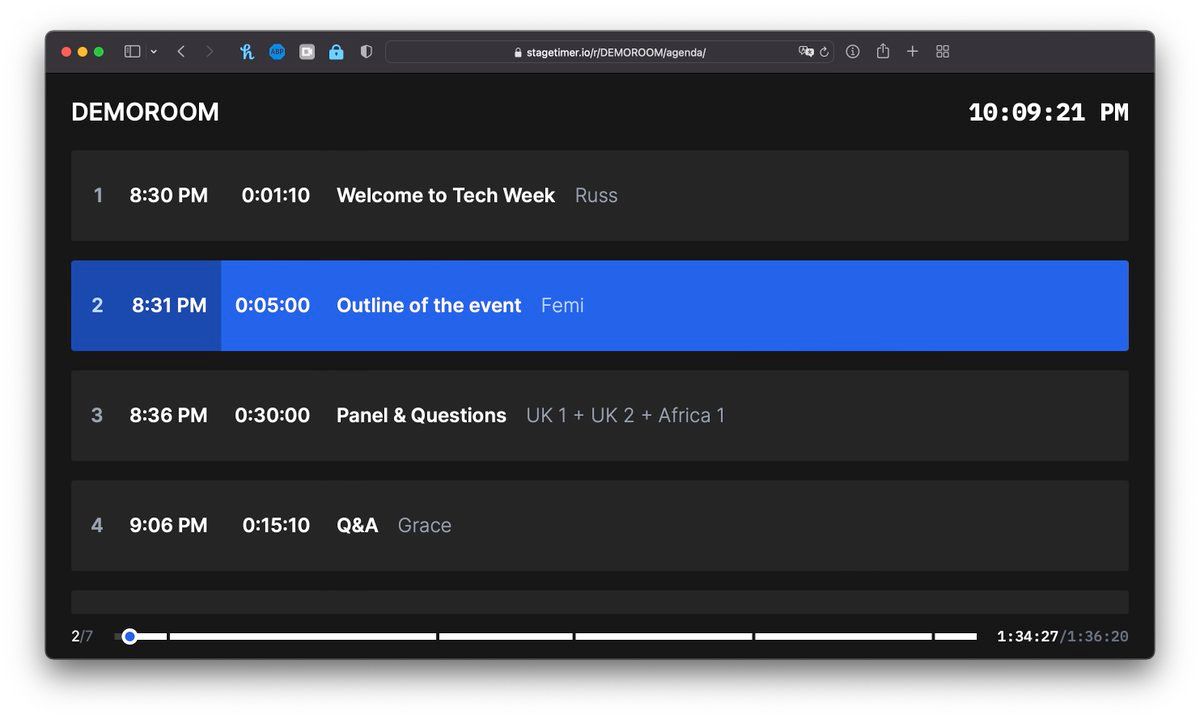 ABP
stagetimer.io/r/DEMOROOM/agenda/
DEMOROOM 10:09:21 PM
1 8:30 PM 0:01:10 Welcome to Tech Week Russ
2 8:31 PM 0:05:00 Outline of the event Femi
3 8:36 PM 0:30:00 Panel & Questions UK 1 + UK 2 + Africa 1
4 9:06 PM 0:15:10 Q&A Grace
2/7 1:34:27/1:36:20